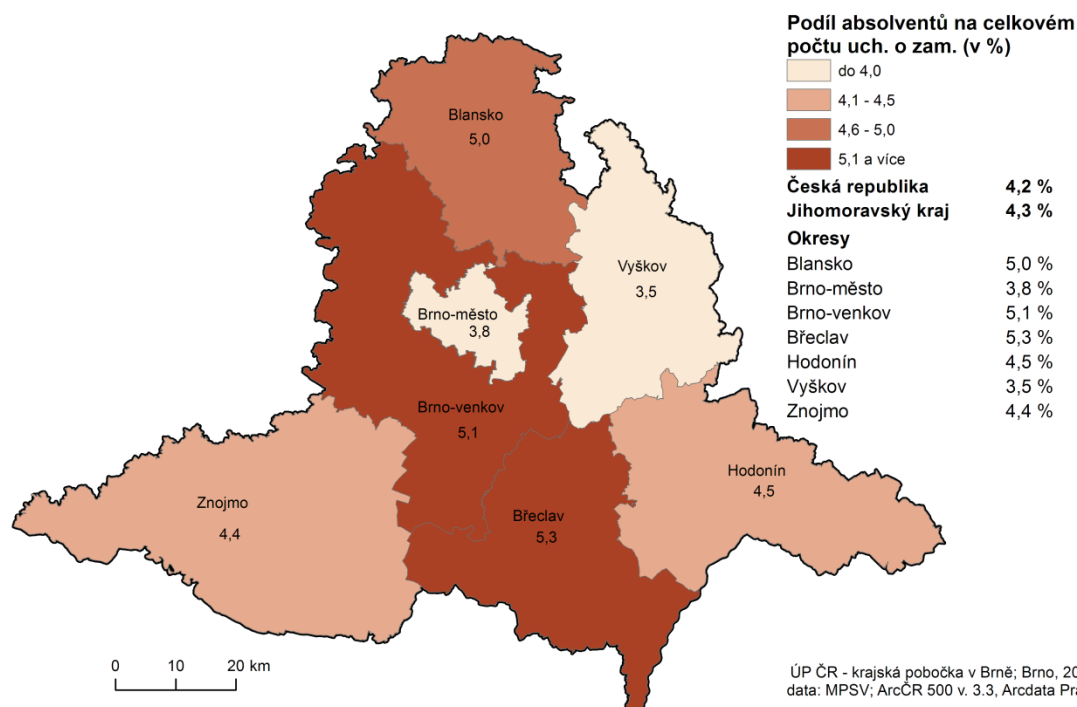 Podíl absolventů na celkovém
počtu uch. o zam. (v %)
do 4,0
4,1 - 4,5
4,6 - 5,0
5,1 a více
Česká republika 4,2 %
Jihomoravský kraj 4,3 %
Okresy
Blansko 5,0 %
Brno-město 3,8 %
Brno-venkov 5,1 %
Břeclav 5,3 %
Hodonín 4,5 %
Vyškov 3,5 %
Znojmo 4,4 %
Blansko
5,0
Vyškov
3,5
Brno-město
3,8
Brno-venkov
5,1
Hodonín
4,5
Znojmo
4,4
Břeclav
5,3
0 10 20 km
ÚP ČR - krajská pobočka v Brně; Brno, 20
data: MPSV; ArcČR 500 v. 3.3, Arcdata